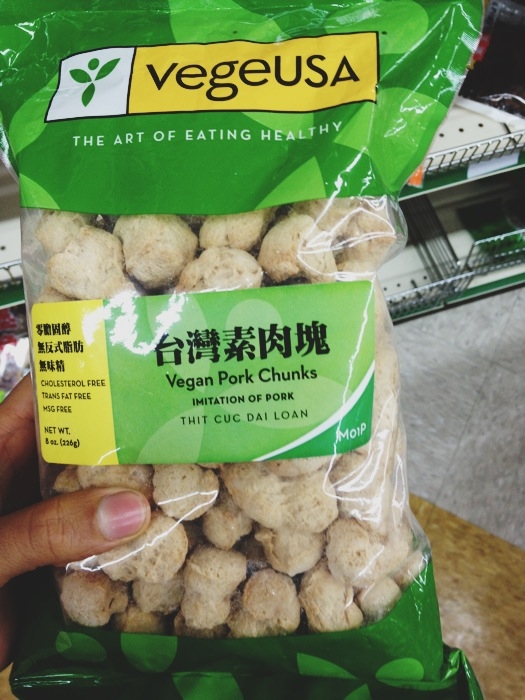 vegeUSA
THE ART OF EATING HEALTHY
零膽固醇
無反式脂肪
無味精
CHOLESTEROL FREE
TRANS FAT FREE
MSG FREE
NET WT.
8 oz. (226g)
台灣素肉塊
Vegan Pork Chunks
IMITATION OF PORK
THIT CUC DAI LOAN
M01P